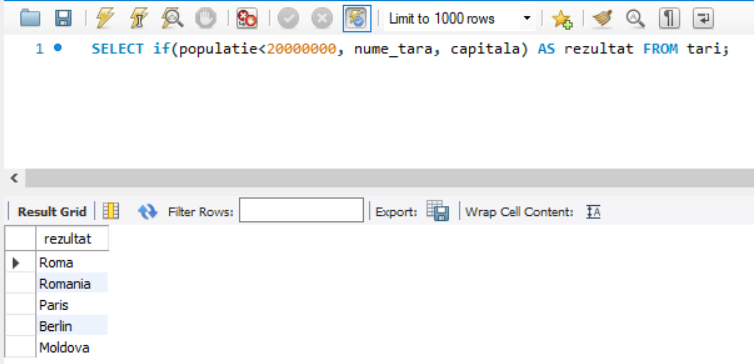 Limit to 1000 rows
1 SELECT if(populatie<20000000, nume_tara, capitala) AS rezultat FROM tari;
Result Grid Filter Rows: Export: Wrap Cell Content: IA
rezultat
Roma
Romania
Paris
Berlin
Moldova